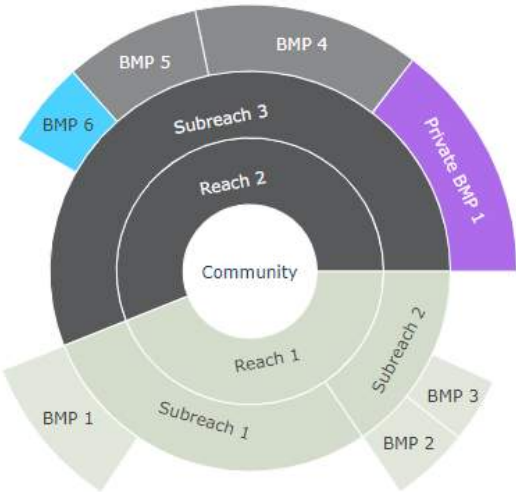 BMP 5
BMP 4
BMP 6
Subreach 3
Private BMP 1
Reach 2
Community
Reach 1
Subreach 2
Subreach 1
BMP 1
BMP 3
BMP 2